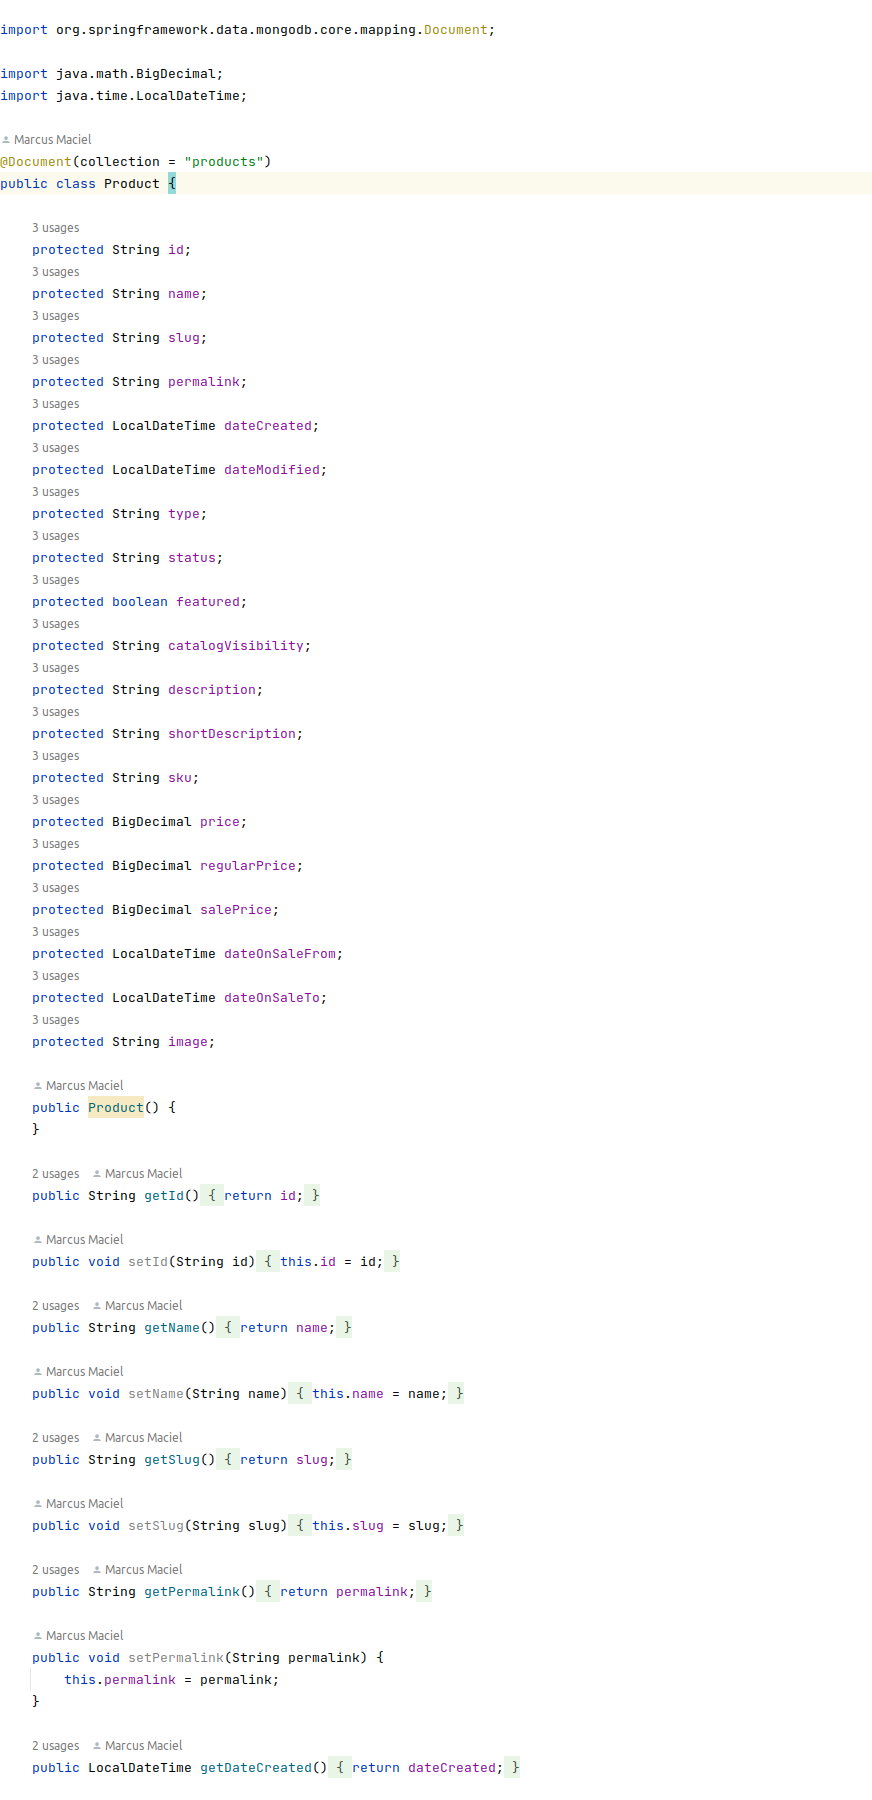 import org.springframework.data.mongodb.core.mapping.Document;
import java.math.BigDecimal;
import java.time.LocalDateTime;
Marcus Maciel
@Document(collection = "products")
public class Product {
3 usages
protected String id;
3 usages
protected String name;
3 usages
protected String slug;
3 usages
protected String permalink;
3 usages
protected LocalDateTime dateCreated;
3 usages
protected LocalDateTime dateModified;
3 usages
protected String type;
3 usages
protected String status;
3 usages
protected boolean featured;
3 usages
protected String catalogVisibility;
3 usages
protected String description;
3 usages
protected String shortDescription;
3 usages
protected String sku;
3 usages
protected BigDecimal price;
3 usages
protected BigDecimal regularPrice;
3 usages
protected BigDecimal salePrice;
3 usages
protected LocalDateTime dateOnSaleFrom;
3 usages
protected LocalDateTime dateOnSaleTo;
3 usages
protected String image;
Marcus Maciel
public Product() {
}
2 usages Marcus Maciel
public String getId() { return id; }
Marcus Maciel
public void setId(String id) { this.id = id; }
2 usages Marcus Maciel
public String getName() { return name; }
Marcus Maciel
public void setName(String name) { this.name = name; }
2 usages Marcus Maciel
public String getSlug() { return slug; }
Marcus Maciel
public void setSlug(String slug) { this.slug = slug; }
2 usages Marcus Maciel
public String getPermalink() { return permalink; }
Marcus Maciel
public void setPermalink(String permalink) {
this.permalink = permalink;
}
2 usages Marcus Maciel
public LocalDateTime getDateCreated() { return dateCreated; }